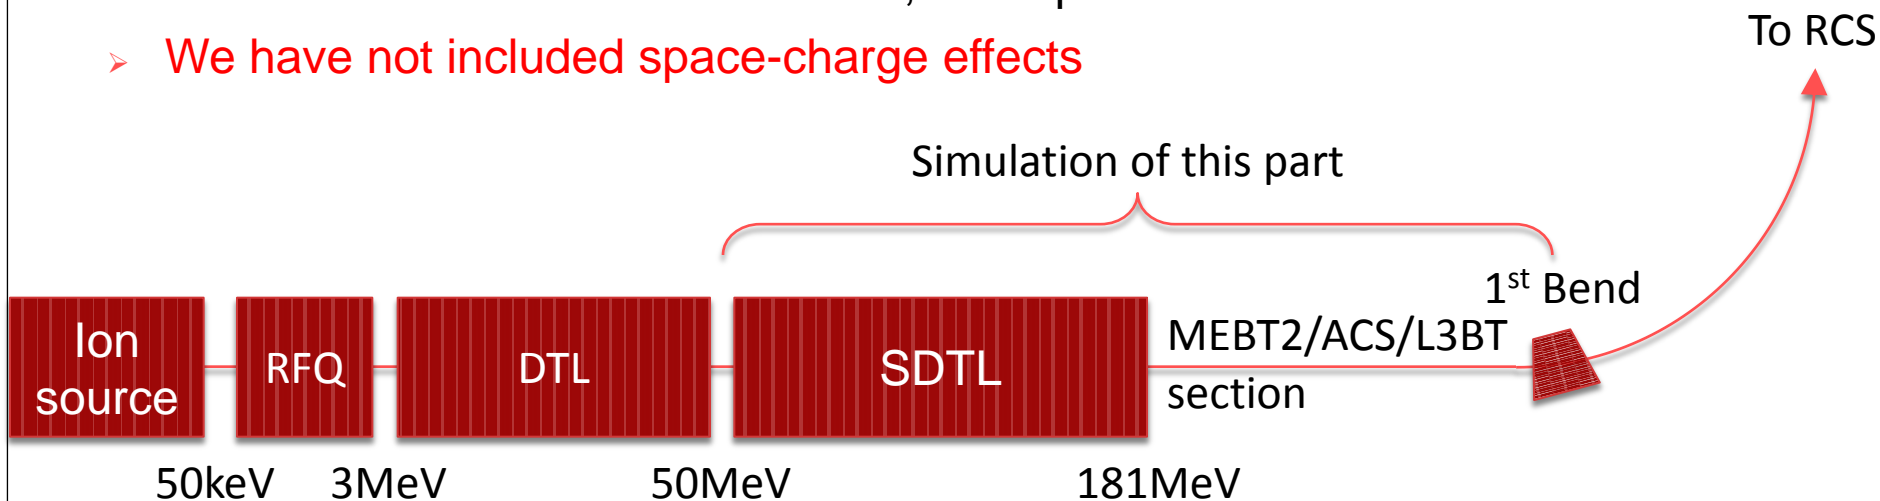 To RCS
➢ We have not included space-charge effects
Simulation of this part
1st Bend
Ion
source
RFQ
DTL
SDTL
MEBT2/ACS/L3BT
section
50keV
3MeV
50MeV
181MeV